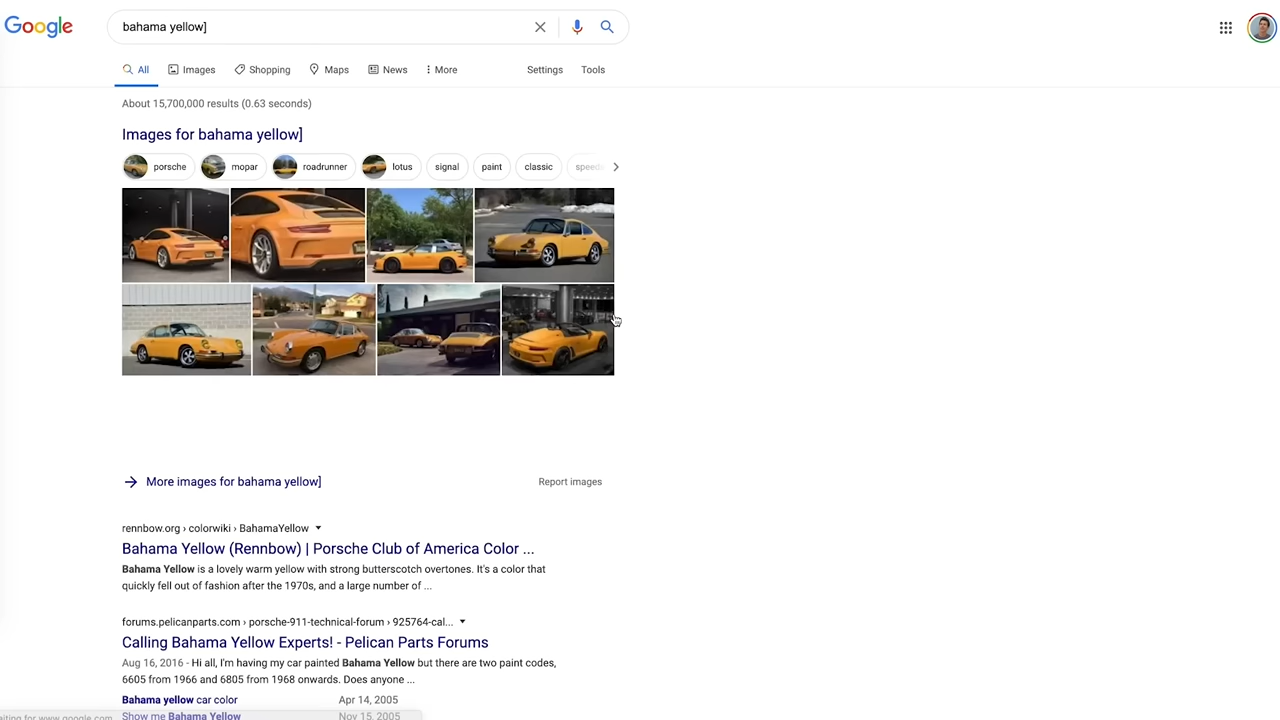 Google
bahama yellow]
All Images Shopping Maps News More Settings Tools
About 15,700,000 results (0.63 seconds)
Images for bahama yellow]
porsche mopar roadrunner lotus signal paint classic
More images for bahama yellow] Report images
rennbow.org › colorwiki › BahamaYellow
Bahama Yellow (Rennbow) | Porsche Club of America Color ...
Bahama Yellow is a lovely warm yellow with strong butterscotch overtones. It's a color that
quickly fell out of fashion after the 1970s, and a large number of ...
forums.pelicanparts.com › porsche-911-technical-forum › 925764-cal...
Calling Bahama Yellow Experts! - Pelican Parts Forums
Aug 16, 2016 - Hi all, I'm having my car painted Bahama Yellow but there are two paint codes,
6605 from 1966 and 6805 from 1968 onwards. Does anyone ...
Bahama yellow car color Apr 14, 2005
Show me Bahama Yellow Nov 15, 2005